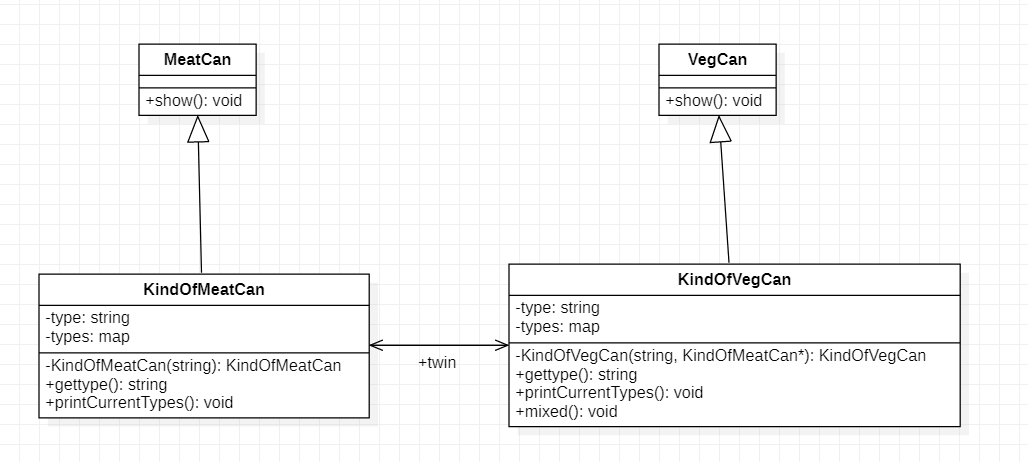 MeatCan
+show(): void
VegCan
+show(): void
KindOfMeatCan
-type: string
-types: map
-KindOfMeatCan(string): KindOfMeatCan
+gettype(): string
+printCurrentTypes(): void
+twin
KindOfVegCan
-type: string
-types: map
-KindOfVegCan(string, KindOfMeatCan*): KindOfVegCan
+gettype(): string
+printCurrentTypes(): void
+mixed(): void